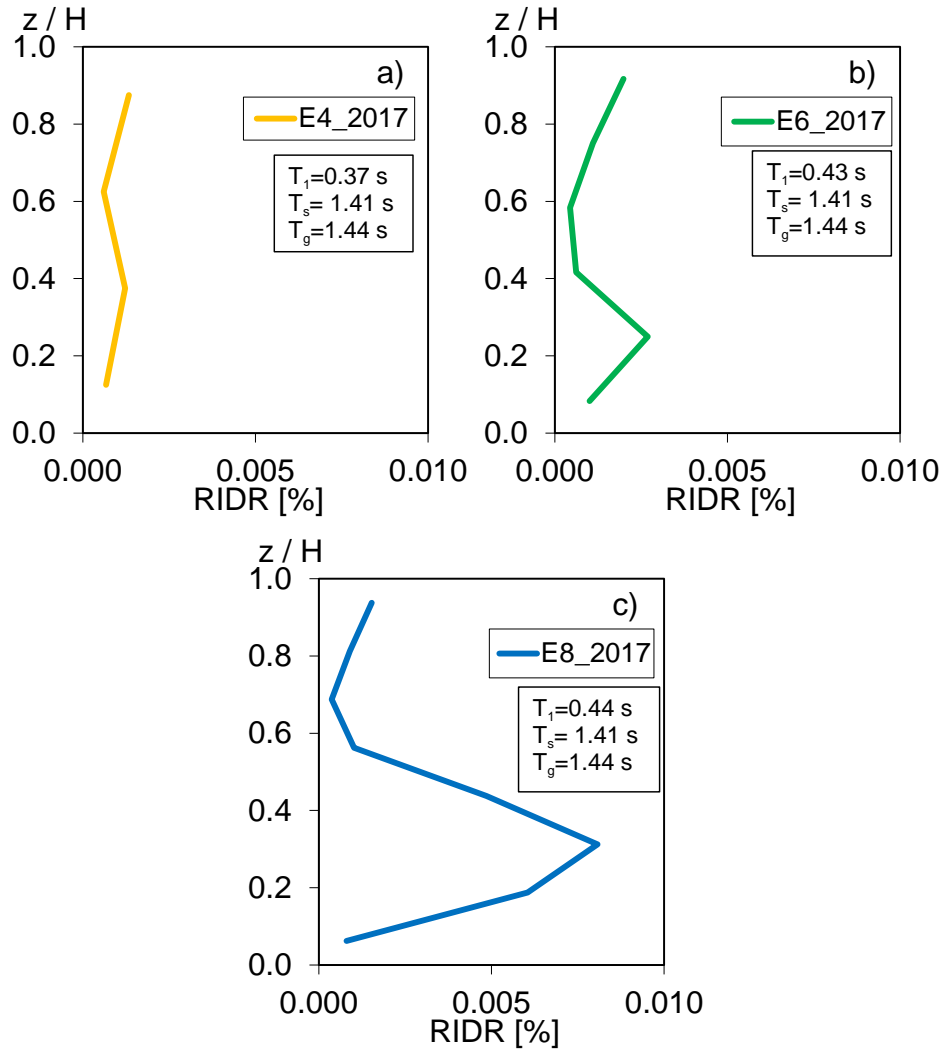 z / H
1.0
a)
E4_2017
0.8
T1=0.37 s
0.6
Ts= 1.41 s
Tg=1.44 s
0.4
0.2
0.0
0.000 0.005 0.010
RIDR [%]
z / H
1.0
b)
E6_2017
0.8
T1=0.43 s
0.6
Ts= 1.41 s
Tg=1.44 s
0.4
0.2
0.0
0.000 0.005 0.010
RIDR [%]
z / H
1.0
c)
E8_2017
0.8
T1=0.44 s
Ts= 1.41 s
0.6
Tg=1.44 s
0.4
0.2
0.0
0.000 0.005 0.010
RIDR [%]